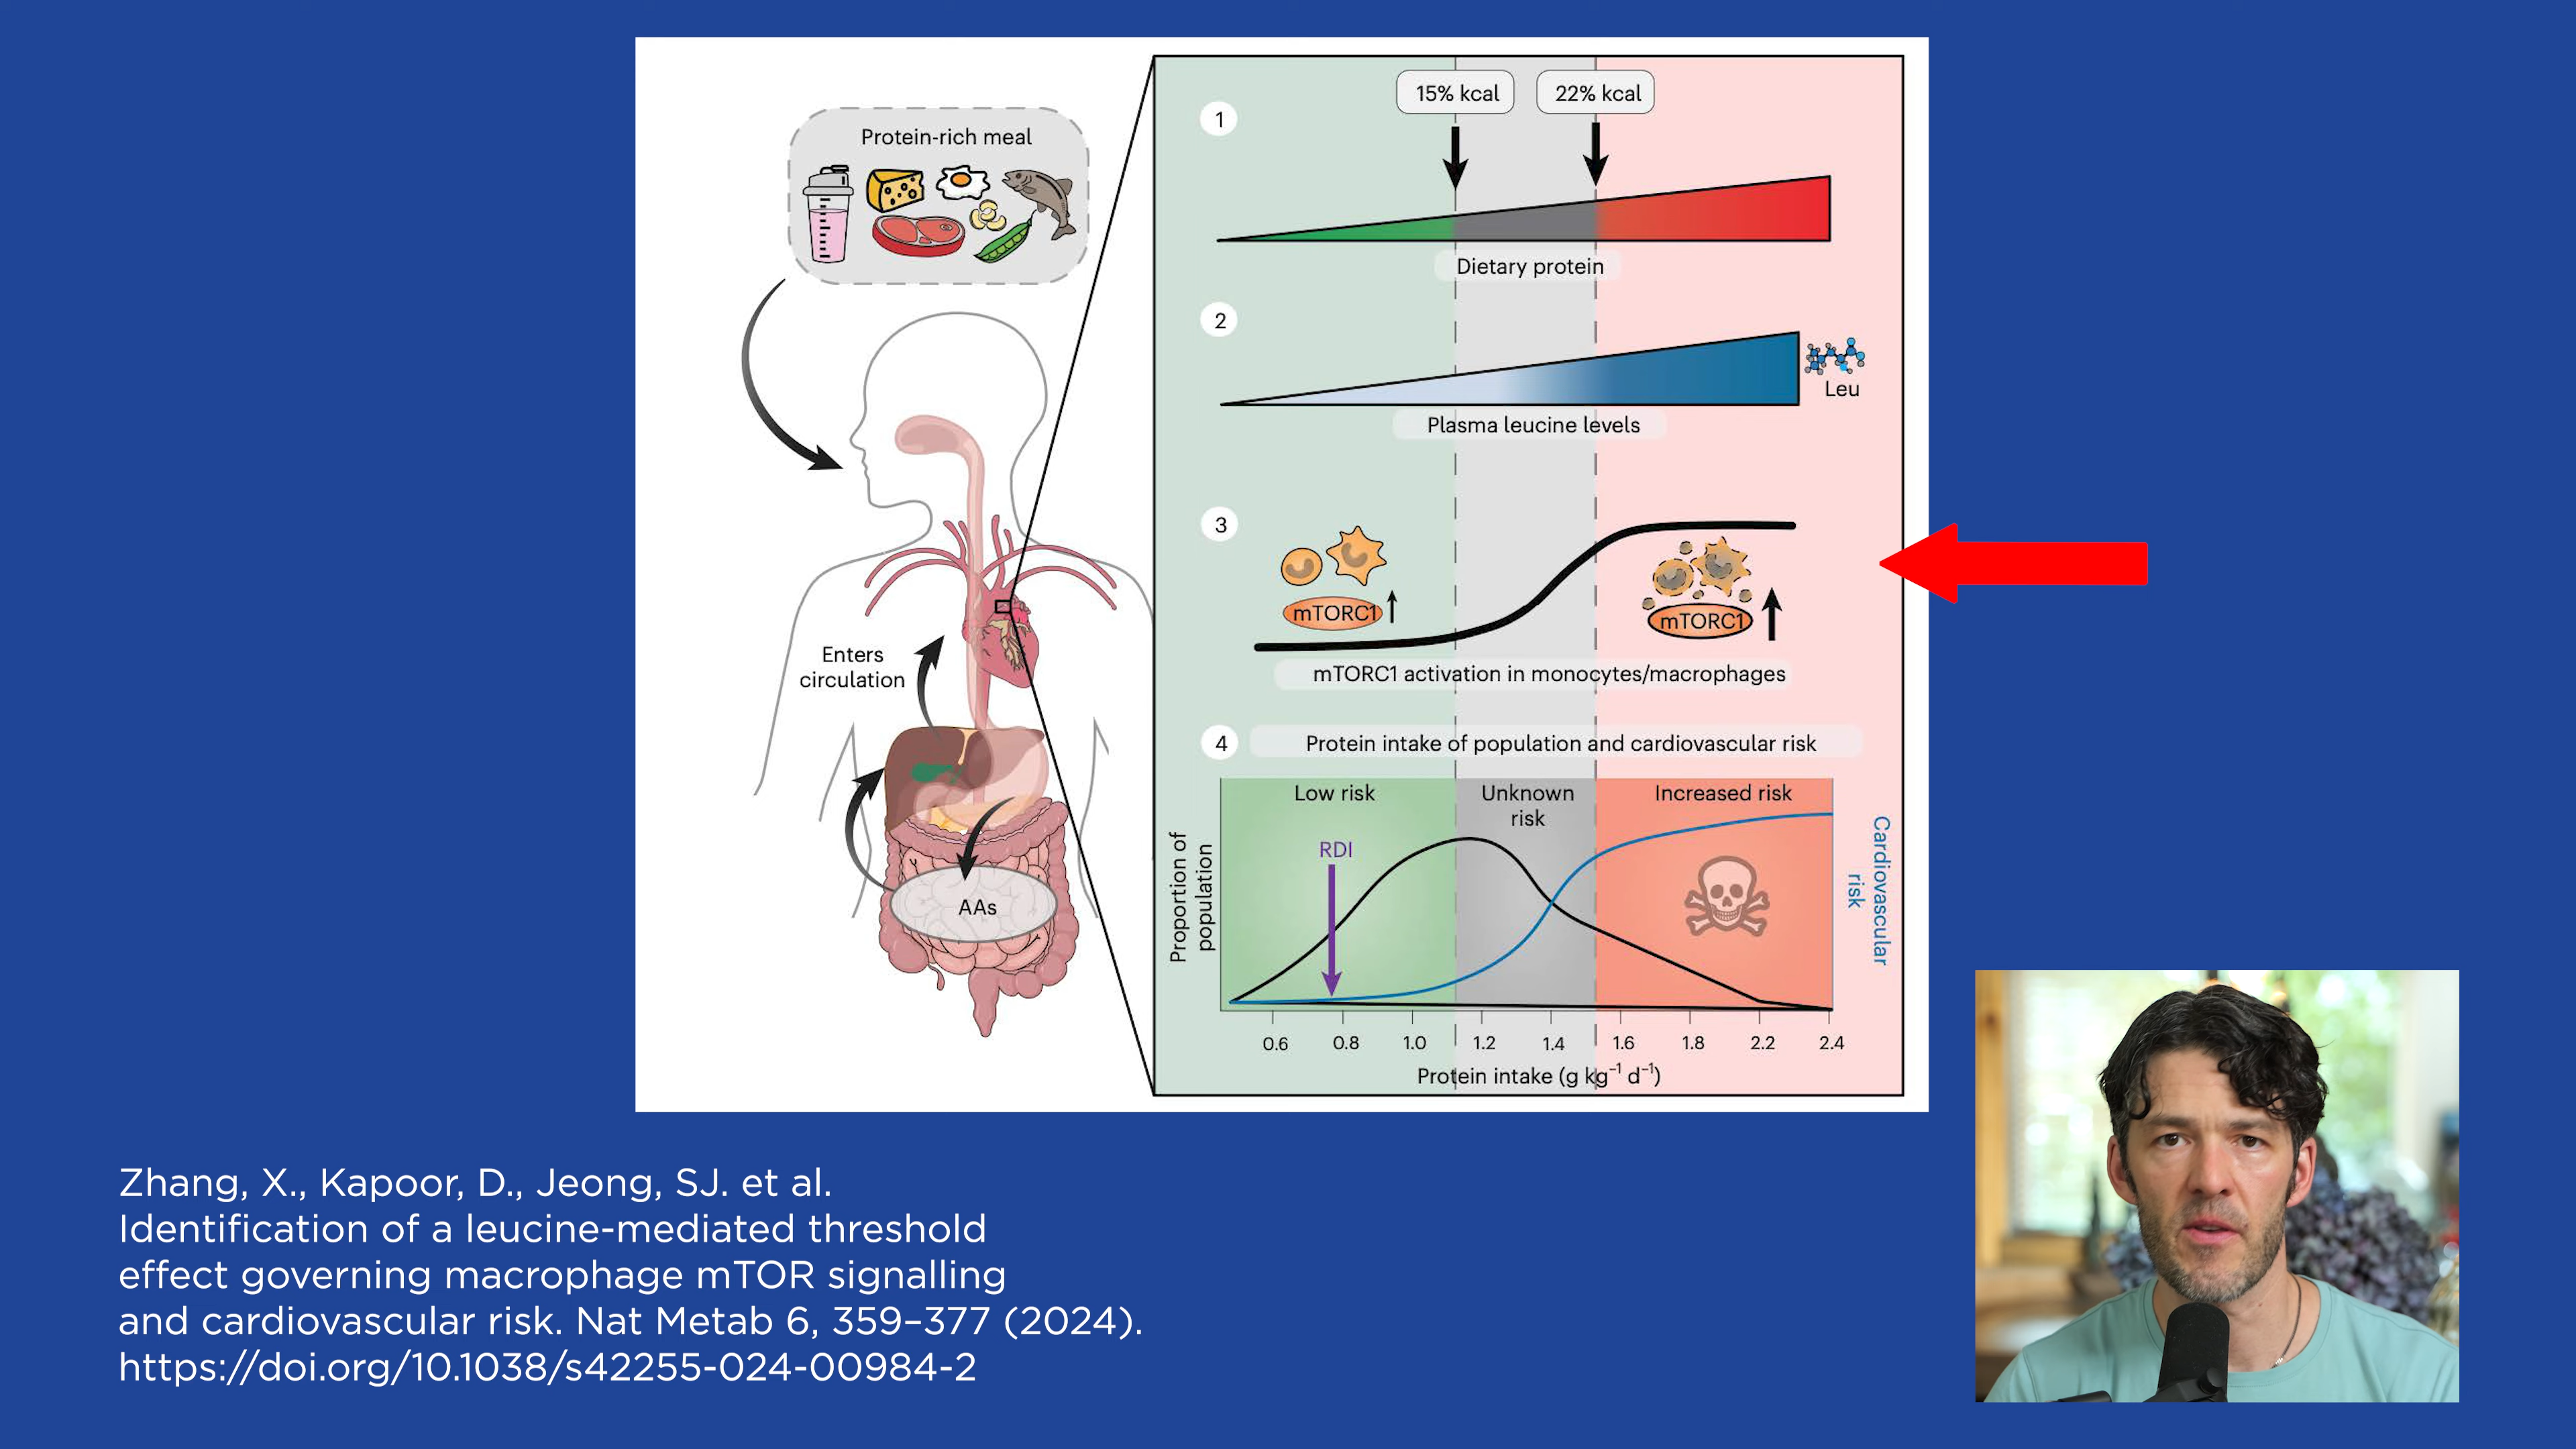 Protein-rich meal
Enters
circulation
AAs
15% kcal
22% kcal
1
Dietary protein
2
Leu
Plasma leucine levels
3
mTORC1
mTORC1
mTORC1 activation in monocytes/macrophages
4
Protein intake of population and cardiovascular risk
Low risk
Unknown
risk
Increased risk
RDI
Proportion of
population
Cardiovascular
risk
0.6 0.8 1.0 1.2 1.4 1.6 1.8 2.2 2.4
Protein intake (g kg⁻¹ d⁻¹)
Zhang, X., Kapoor, D., Jeong, SJ. et al.
Identification of a leucine-mediated threshold
effect governing macrophage mTOR signalling
and cardiovascular risk. Nat Metab 6, 359–377 (2024).
https://doi.org/10.1038/s42255-024-00984-2